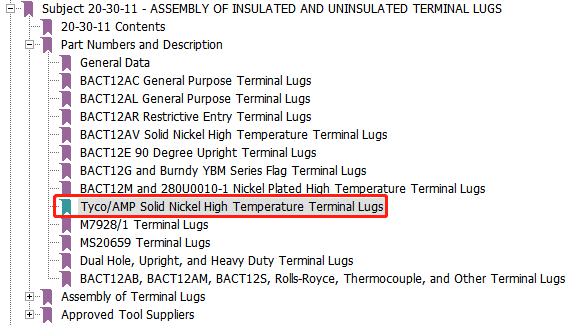 Subject 20-30-11 - ASSEMBLY OF INSULATED AND UNINSULATED TERMINAL LUGS
20-30-11 Contents
Part Numbers and Description
General Data
BACT12AC General Purpose Terminal Lugs
BACT12AL General Purpose Terminal Lugs
BACT12AR Restrictive Entry Terminal Lugs
BACT12AV Solid Nickel High Temperature Terminal Lugs
BACT12E 90 Degree Upright Terminal Lugs
BACT12G and Burndy YBM Series Flag Terminal Lugs
BACT12M and 280U0010-1 Nickel Plated High Temperature Terminal Lugs
Tyco/AMP Solid Nickel High Temperature Terminal Lugs
M7928/1 Terminal Lugs
MS20659 Terminal Lugs
Dual Hole, Upright, and Heavy Duty Terminal Lugs
BACT12AB, BACT12AM, BACT12S, Rolls-Royce, Thermocouple, and Other Terminal Lugs
Assembly of Terminal Lugs
Approved Tool Suppliers